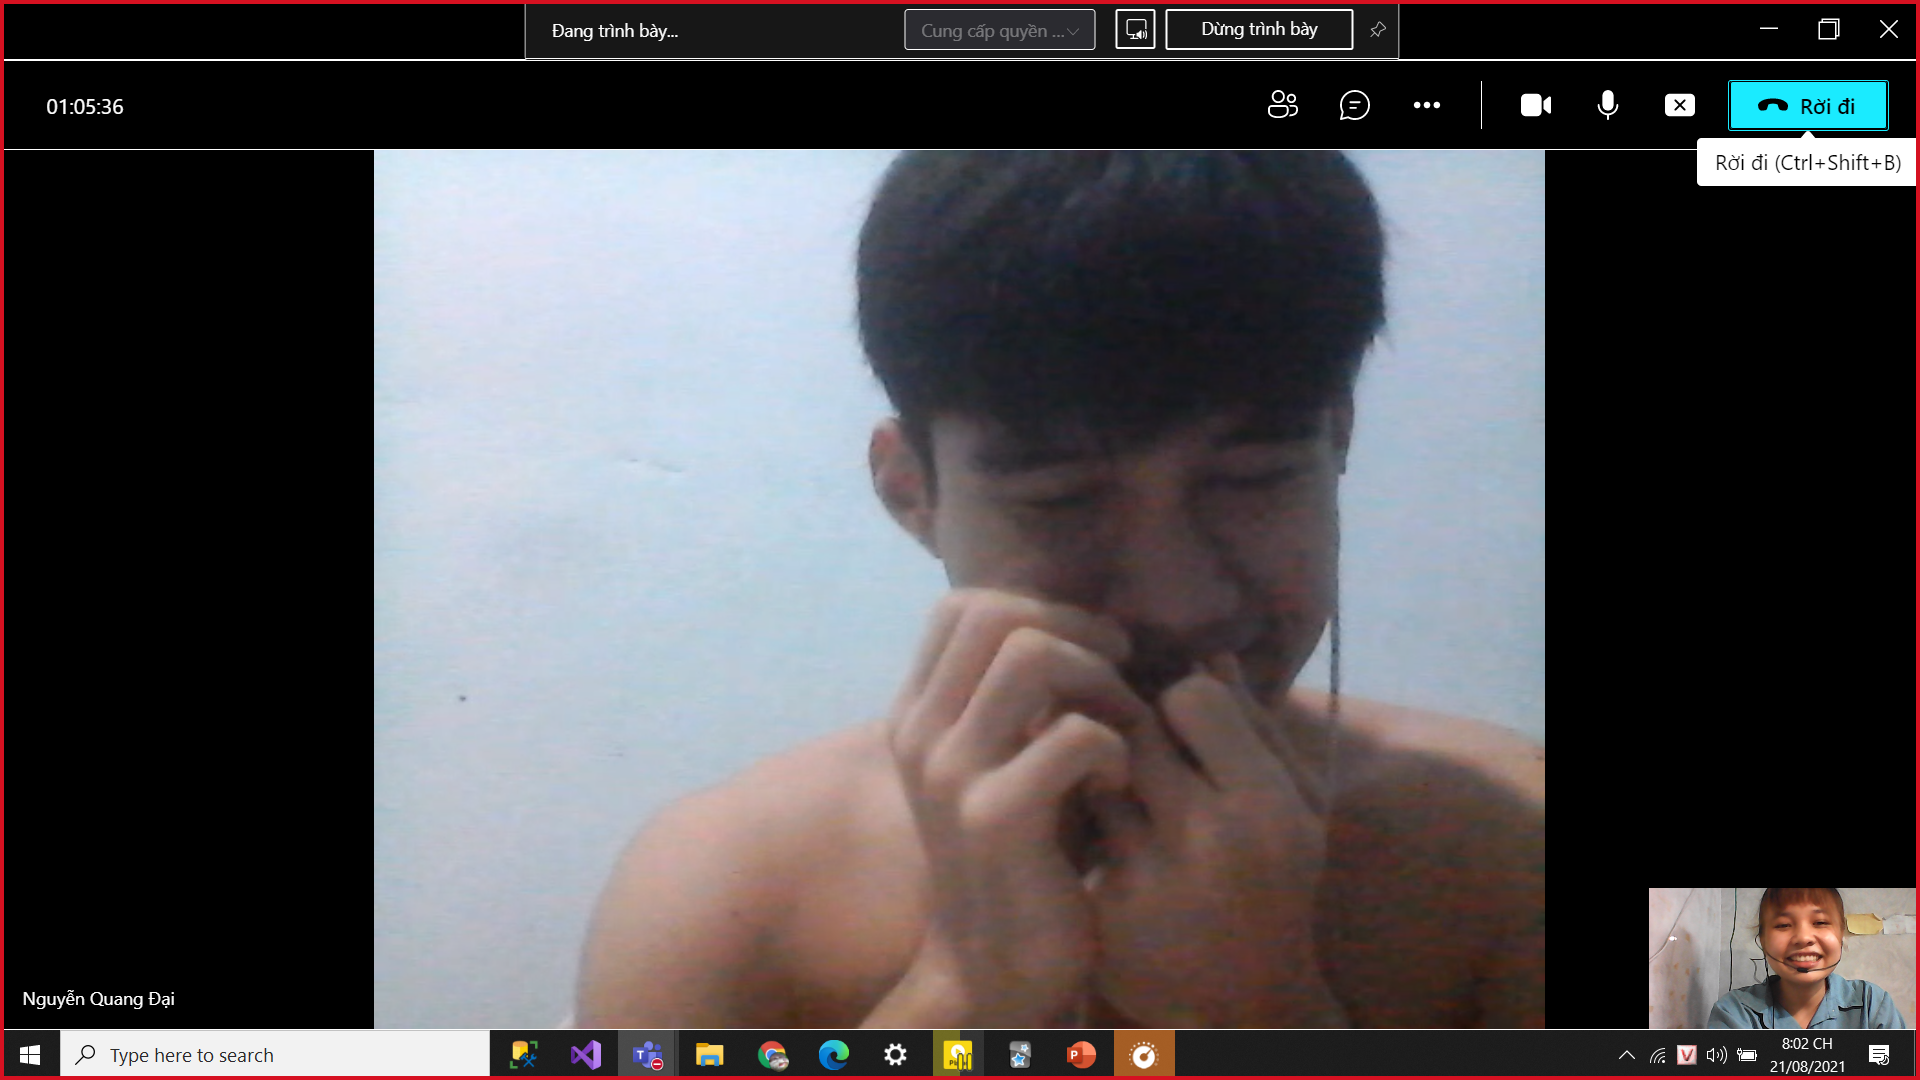 Đang trình bày...
Cung cấp quyền ...
Dừng trình bày
01:05:36
Rời đi
Rời đi (Ctrl+Shift+B)
Nguyễn Quang Đại
Type here to search
8:02 CH
21/08/2021